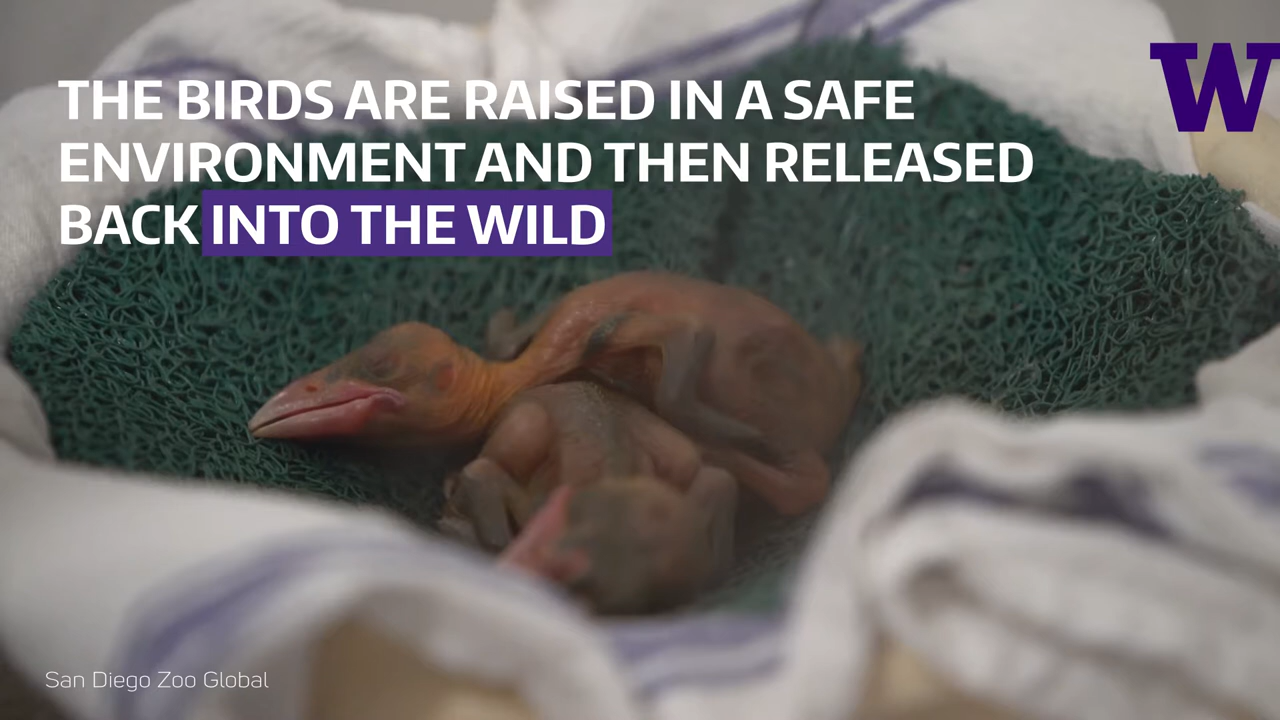 THE BIRDS ARE RAISED IN A SAFE
ENVIRONMENT AND THEN RELEASED
BACK INTO THE WILD
W
San Diego Zoo Global